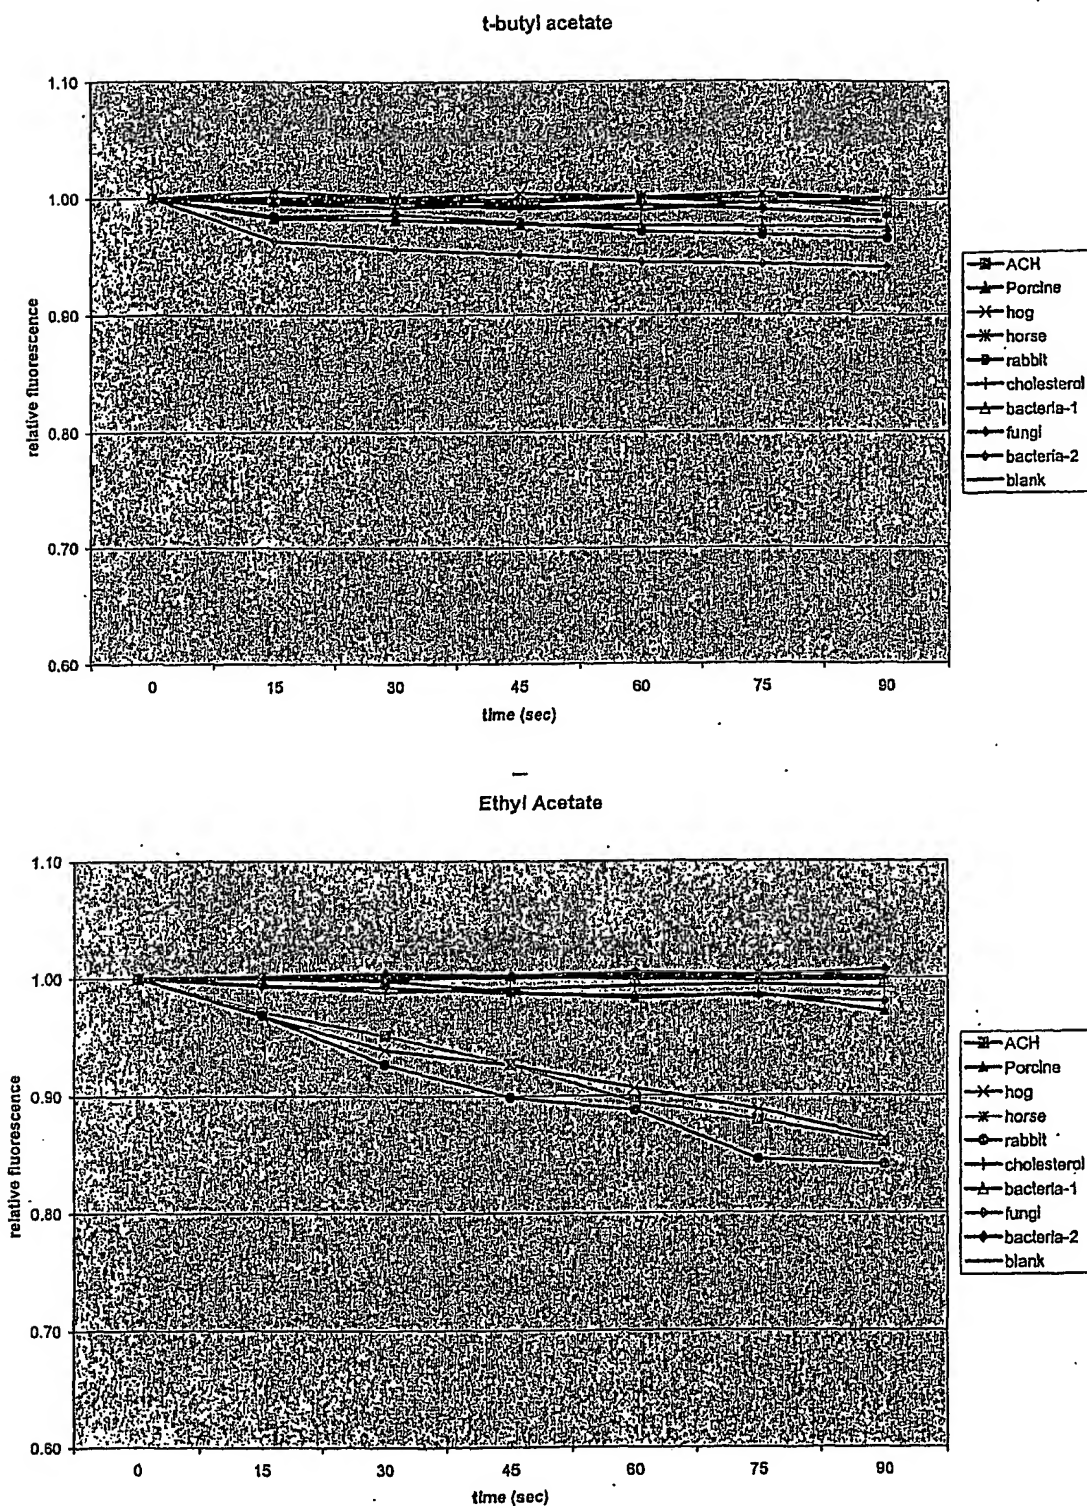 t-butyl acetate
1.10
1.00
0.90
0.80
0.70
0.60
relative fluorescence
0 15 30 45 60 75 90
time (sec)
ACH
Porcine
hog
horse
rabbit
cholesterol
bacteria-1
fungi
bacteria-2
blank
Ethyl Acetate
1.10
1.00
0.90
0.80
0.70
0.60
relative fluorescence
0 15 30 45 60 75 90
time (sec)
ACH
Porcine
hog
horse
rabbit
cholesterol
bacteria-1
fungi
bacteria-2
blank